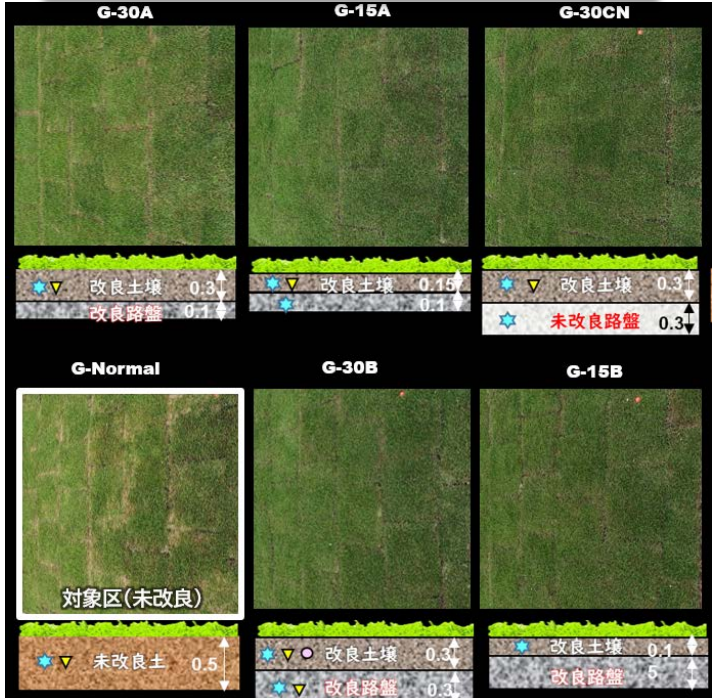 G-30A
G-15A
G-30CN
改良土壌 0.3
改良路盤 0.1
改良土壌 0.15
0.1
改良土壌 0.3
未改良路盤 0.3
G-Normal
G-30B
G-15B
対象区(未改良)
未改良土 0.5
改良土壌 0.3
改良路盤 0.3
改良土壌 0.1
改良路盤 5